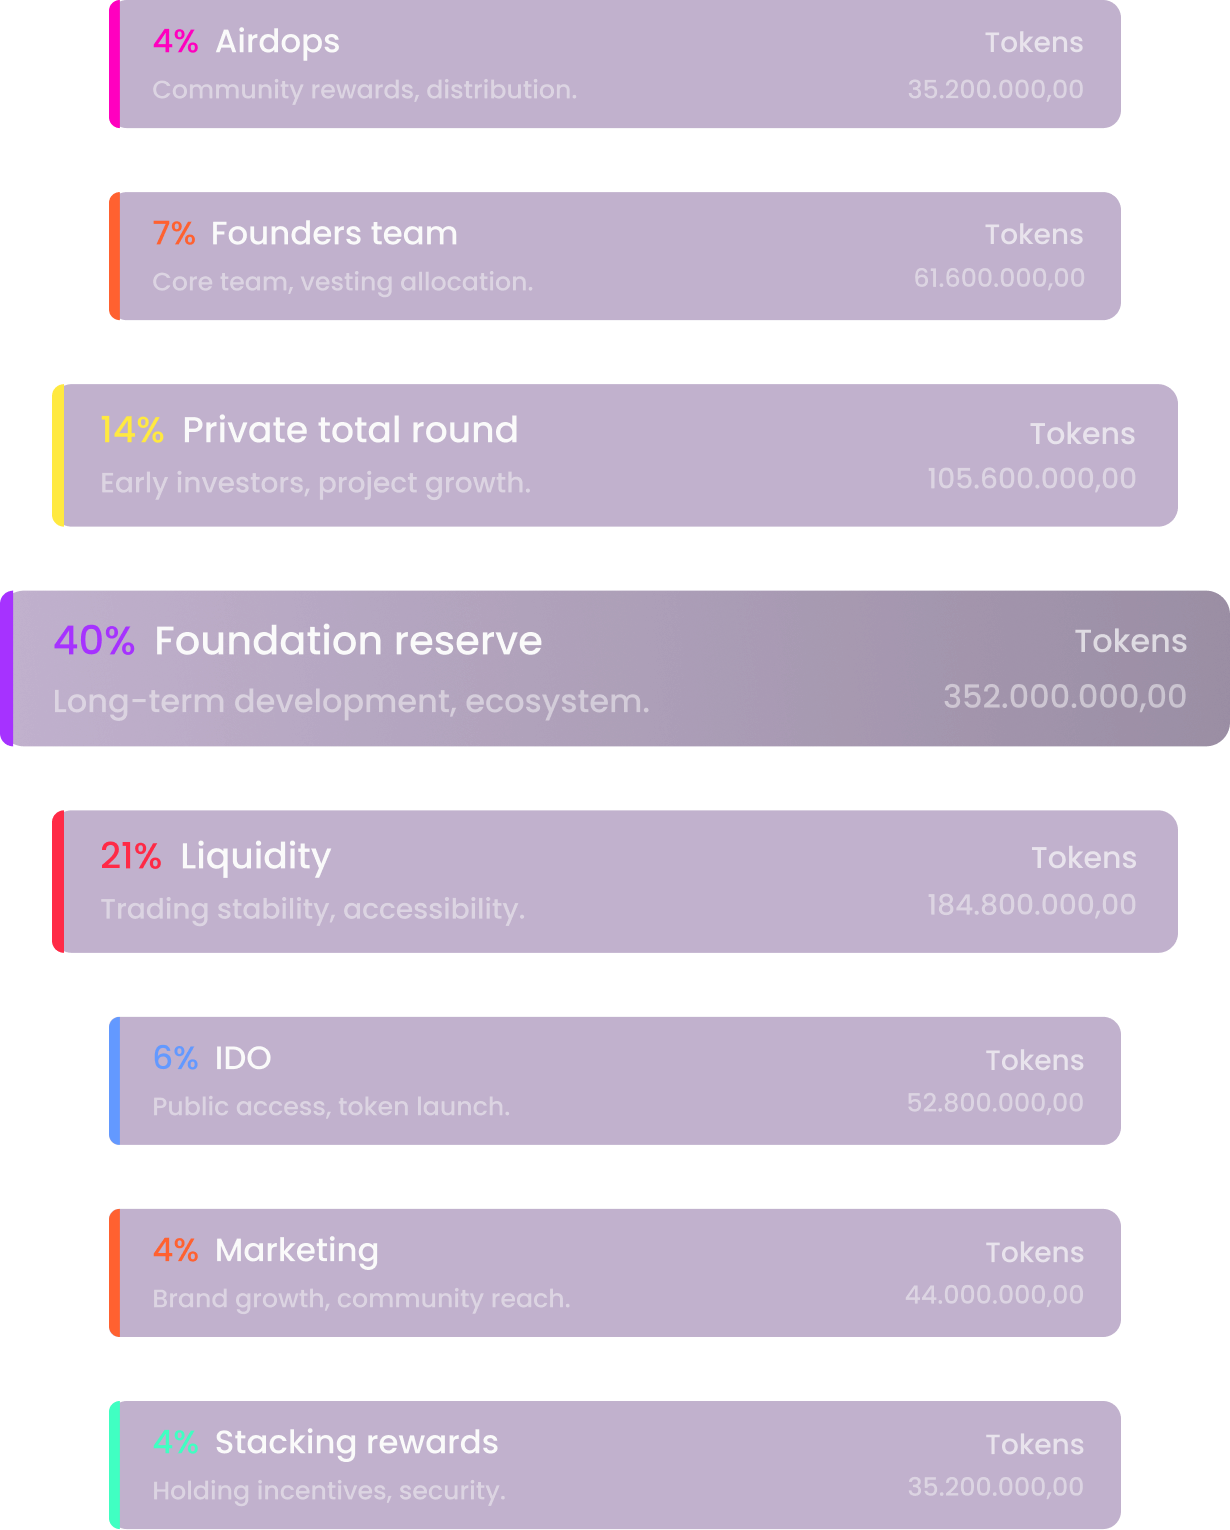 4% Airdops
Tokens
Community rewards, distribution.
35.200.000,00
7% Founders team
Tokens
Core team, vesting allocation.
61.600.000,00
14% Private total round
Tokens
Early investors, project growth.
105.600.000,00
40% Foundation reserve
Tokens
Long-term development, ecosystem.
352.000.000,00
21% Liquidity
Tokens
Trading stability, accessibility.
184.800.000,00
6% IDO
Tokens
Public access, token launch.
52.800.000,00
4% Marketing
Tokens
Brand growth, community reach.
44.000.000,00
4% Stacking rewards
Tokens
Holding incentives, security.
35.200.000,00